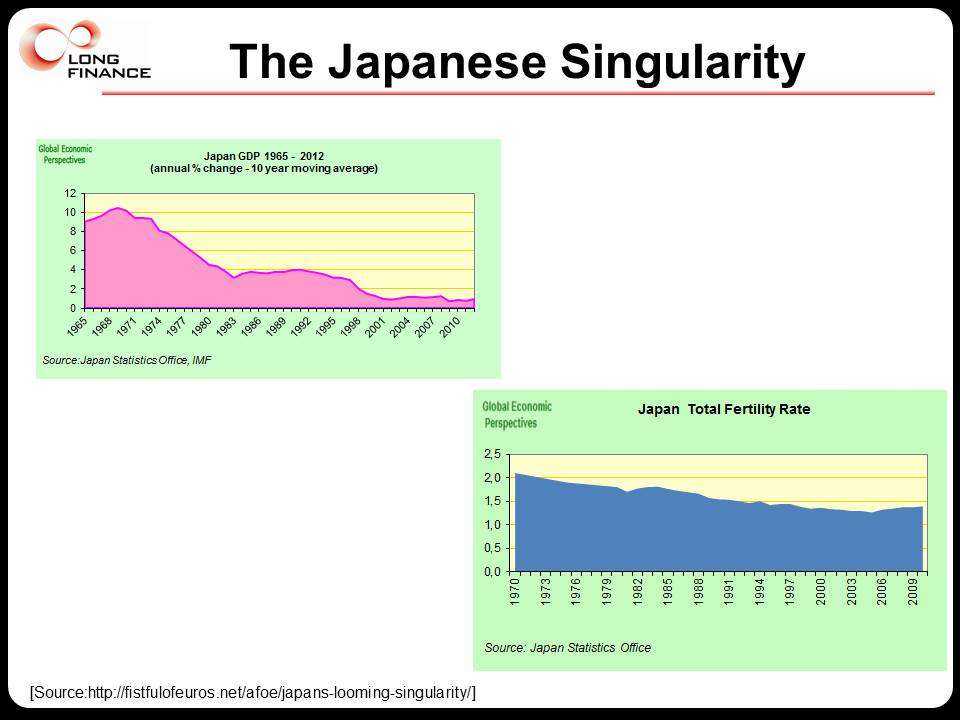 LONG
FINANCE
The Japanese Singularity
Global Economic
Perspectives
Japan GDP 1965 - 2012
(annual % change - 10 year moving average)
12
10
8
6
4
2
0
1965 1968 1971 1974 1977 1980 1983 1986 1989 1992 1995 1998 2001 2004 2007 2010
Source:Japan Statistics Office, IMF
Global Economic
Perspectives
Japan Total Fertility Rate
2,5
2,0
1,5
1,0
0,5
0,0
1970 1973 1976 1979 1982 1985 1988 1991 1994 1997 2000 2003 2006 2009
Source: Japan Statistics Office
[Source:http://fistfulofeuros.net/afoe/japans-looming-singularity/]